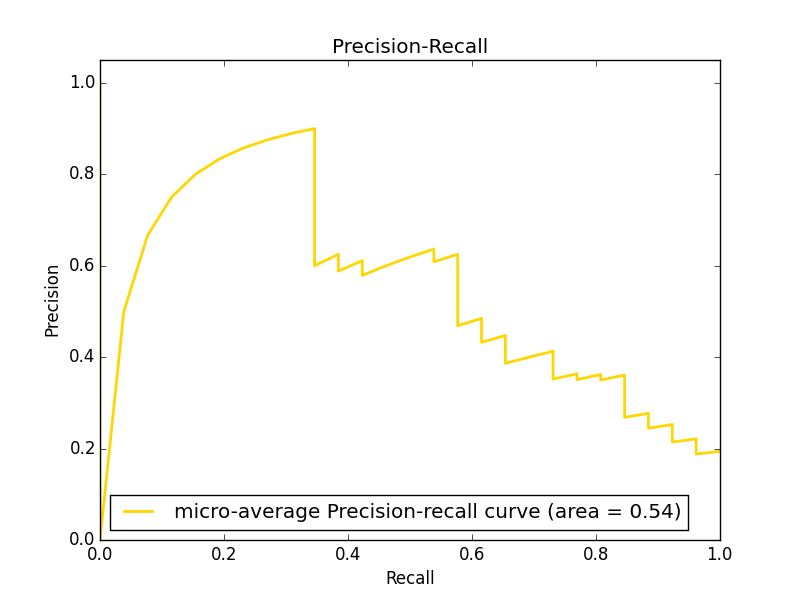 Precision-Recall
1.0
0.8
0.6
0.4
0.2
0.0
Precision
micro-average Precision-recall curve (area = 0.54)
0.0 0.2 0.4 0.6 0.8 1.0
Recall